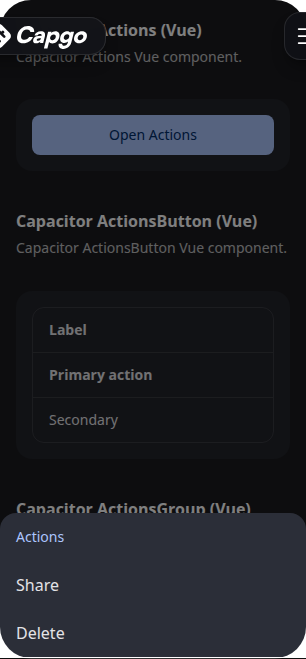 Actions (Vue)
Capgo
Capacitor Actions Vue component.
Open Actions
Capacitor ActionsButton (Vue)
Capacitor ActionsButton Vue component.
Label
Primary action
Secondary
Capacitor ActionsGroup (Vue)
Actions
Share
Delete